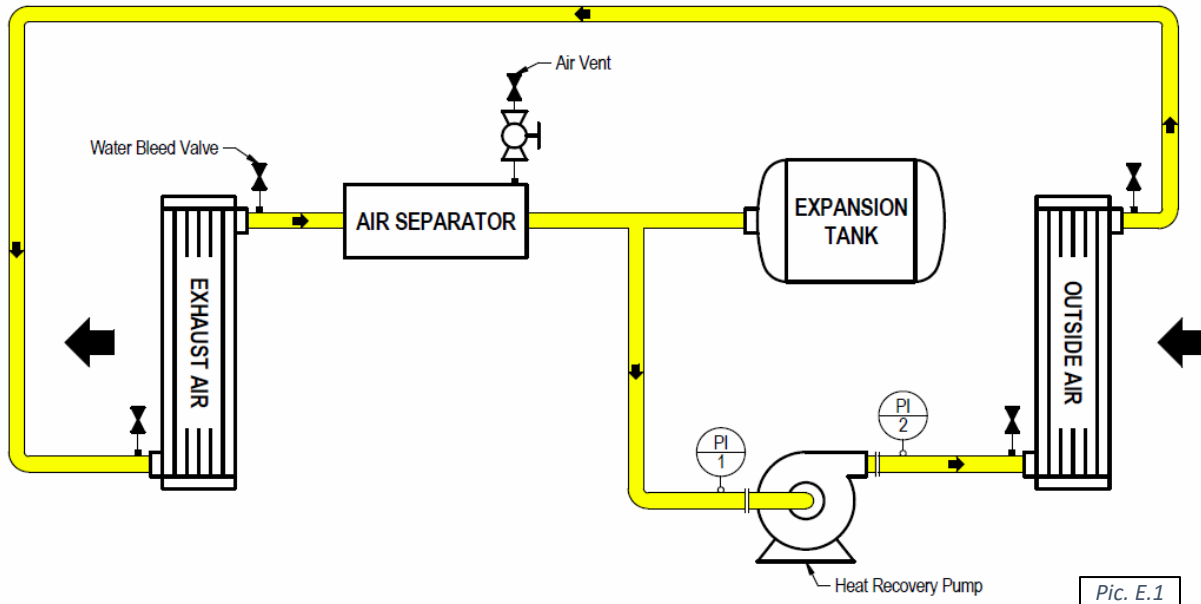 Air Vent
Water Bleed Valve
AIR SEPARATOR
EXPANSION
TANK
EXHAUST AIR
OUTSIDE AIR
PI
1
PI
2
Heat Recovery Pump
Pic. E.1